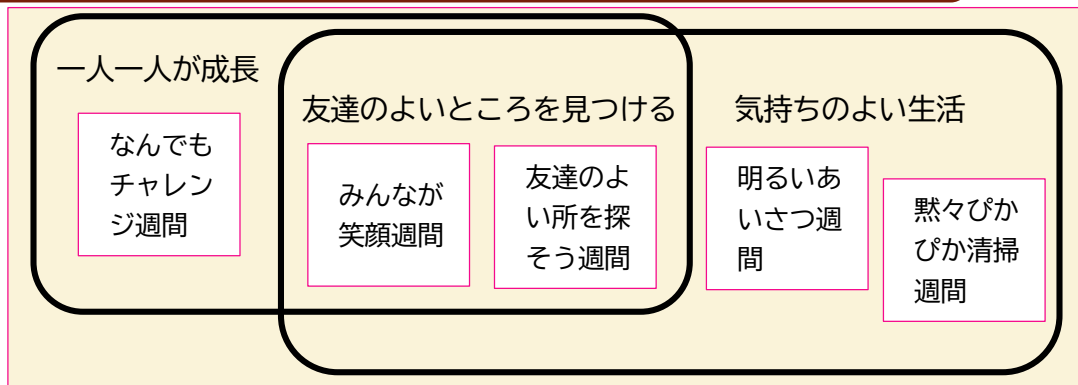 一人一人が成長
なんでも
チャレン
ジ週間
友達のよいところを見つける
みんなが
笑顔週間
友達のよ
い所を探
そう週間
気持ちのよい生活
明るいあ
いさつ週
間
黙々ぴか
ぴか清掃
週間